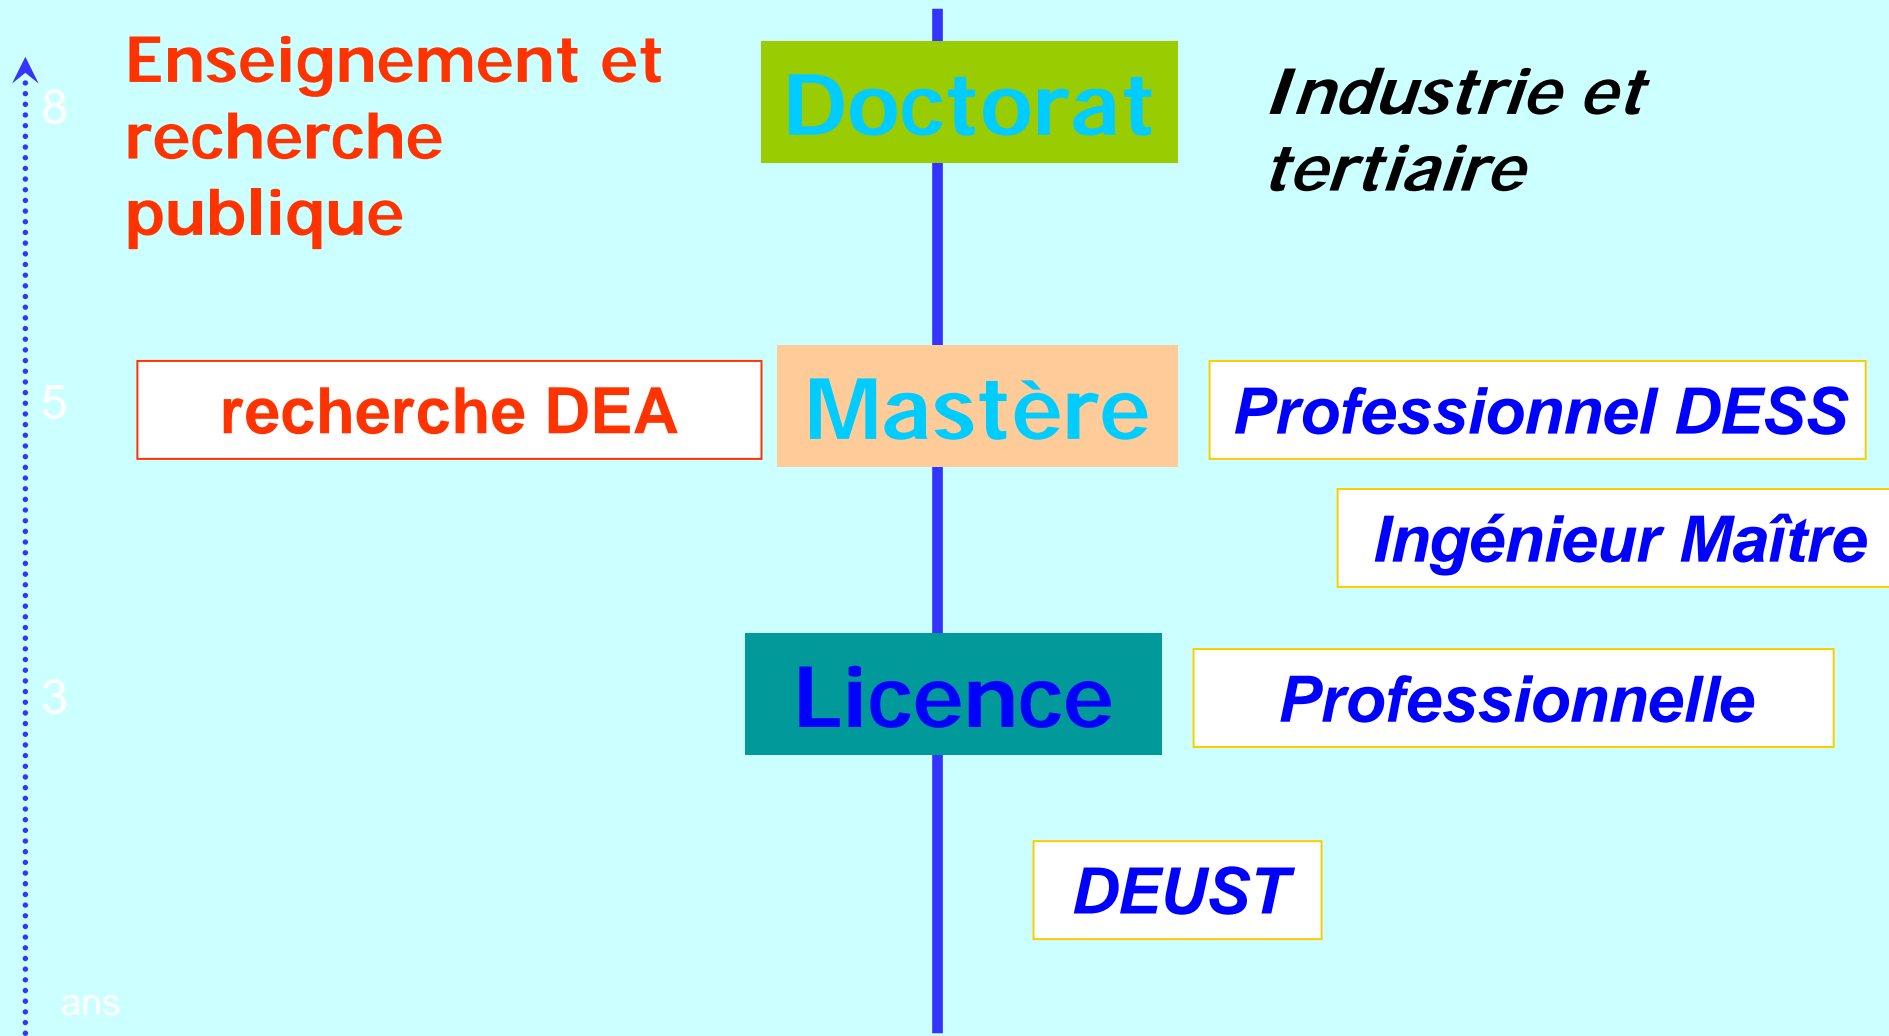 Enseignement et
recherche
publique
8
Doctorat
Industrie et
tertiaire
5
recherche DEA
Mastère
Professionnel DESS
Ingénieur Maître
3
Licence
Professionnelle
DEUST
ans